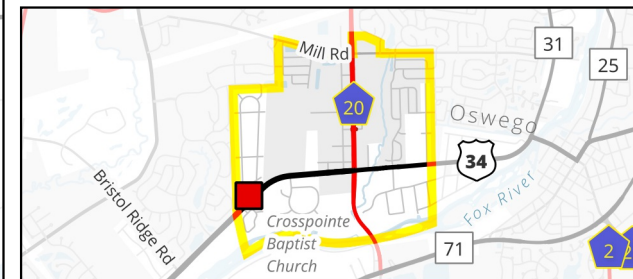 Mill Rd
31
25
20
Oswego
34
Bristol Ridge Rd
Fox River
Crosspointe
Baptist
Church
71
2